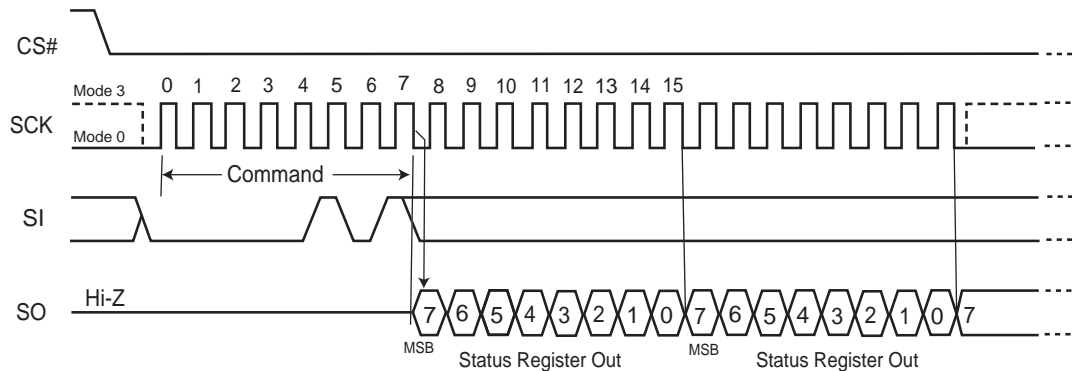 CS#
Mode 3
0 1 2 3 4 5 6 7 8 9 10 11 12 13 14 15
SCK
Mode 0
Command
SI
Hi-Z
SO
7 6 5 4 3 2 1 0 7 6 5 4 3 2 1 0 7
MSB Status Register Out MSB Status Register Out